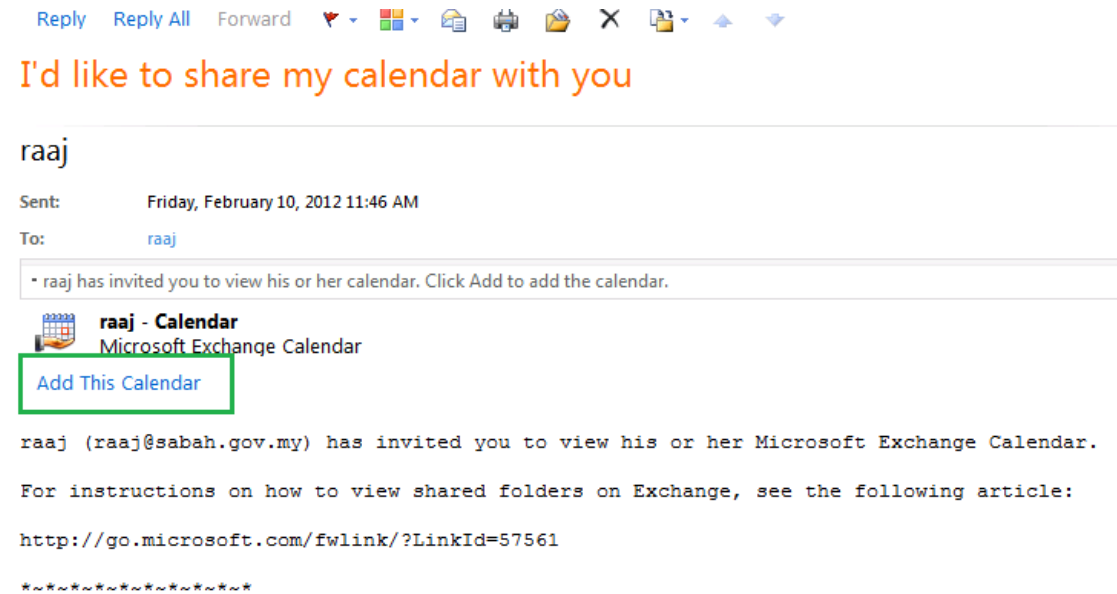 Reply Reply All Forward
I'd like to share my calendar with you
raaj
Sent: Friday, February 10, 2012 11:46 AM
To: raaj
▪ raaj has invited you to view his or her calendar. Click Add to add the calendar.
raaj - Calendar
Microsoft Exchange Calendar
Add This Calendar
raaj (raaj@sabah.gov.my) has invited you to view his or her Microsoft Exchange Calendar.
For instructions on how to view shared folders on Exchange, see the following article:
http://go.microsoft.com/fwlink/?LinkId=57561
*~*~*~*~*~*~*~*~*~*